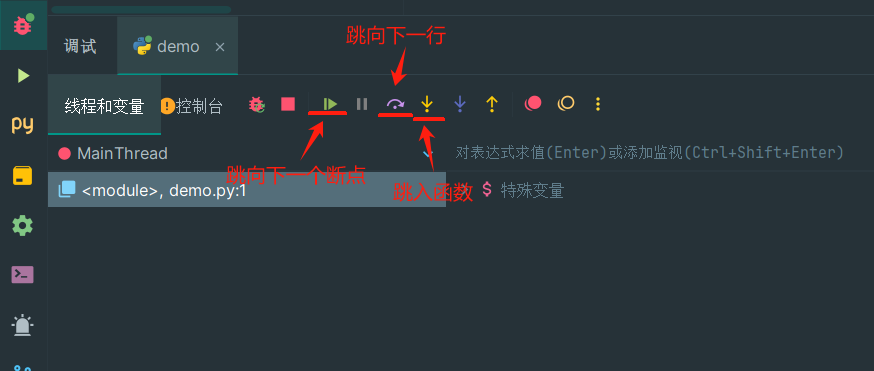 跳向下一行
调试 demo ×
线程和变量 控制台
MainThread 对表达式求值(Enter)或添加监视(Ctrl+Shift+Enter)
跳向下一个断点
<module>, demo.py:1 跳入函数 特殊变量
py